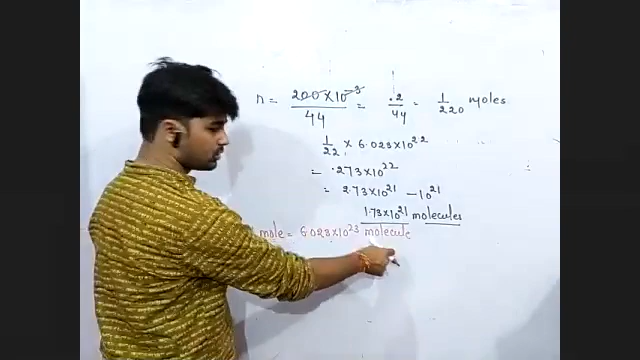 n = 200 × 10⁻³ / 44 = .2 / 44 = 1 / 220 moles
1 / 22 × 6.023 × 10²²
= .273 × 10²²
= 2.73 × 10²¹ − 10²¹
1.73 × 10²¹ molecules
mole = 6.023 × 10²³ molecule